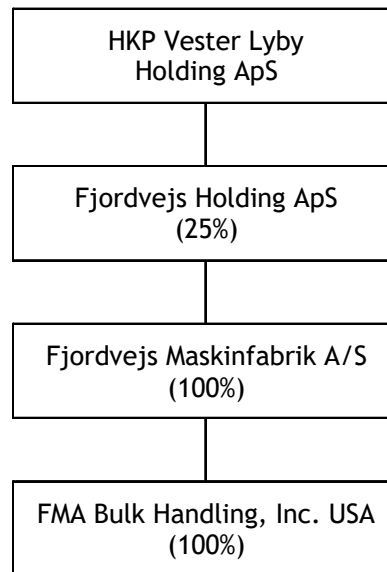 HKP Vester Lyby
Holding ApS
Fjordvejs Holding ApS
(25%)
Fjordvejs Maskinfabrik A/S
(100%)
FMA Bulk Handling, Inc. USA
(100%)